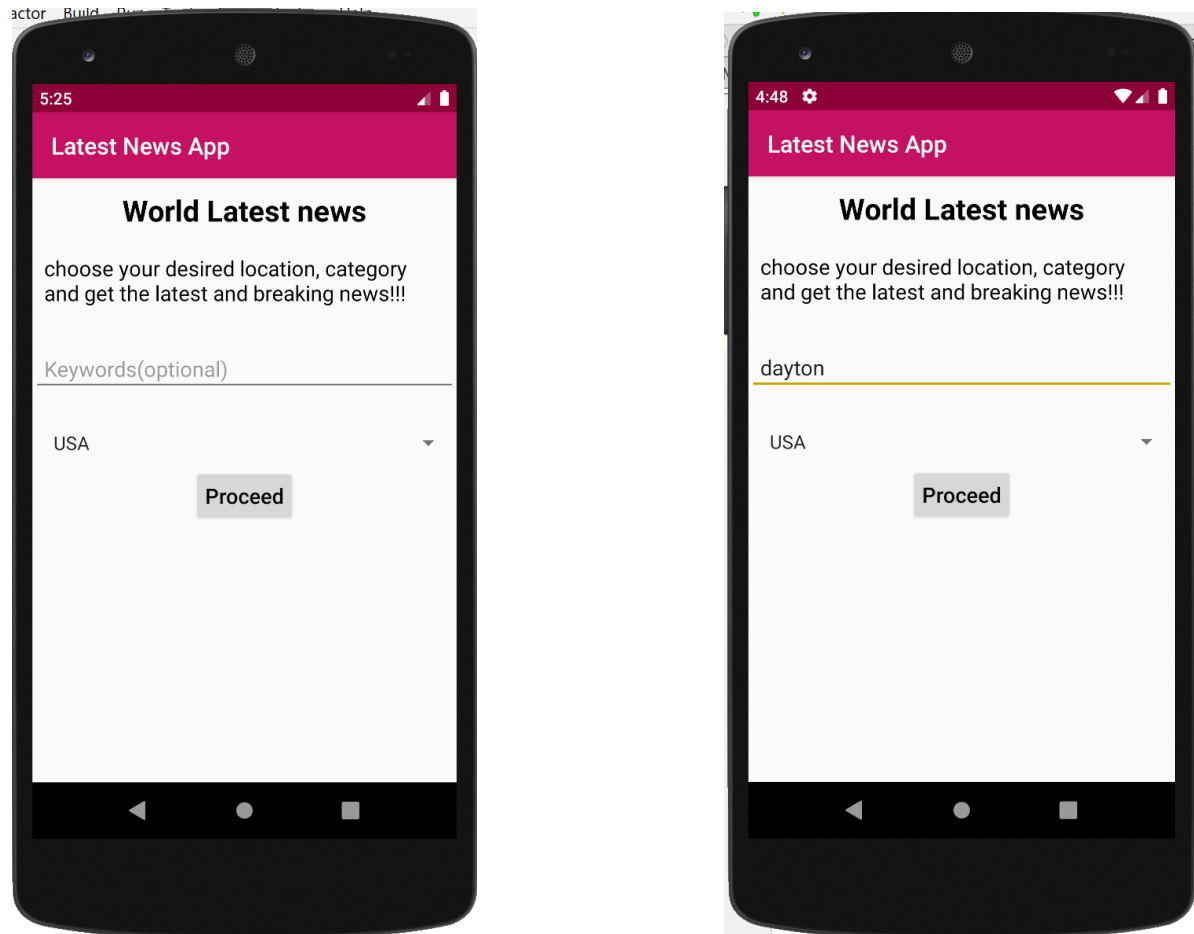 actor Build
5:25
Latest News App
World Latest news
choose your desired location, category
and get the latest and breaking news!!!
Keywords(optional)
USA
Proceed
4:48
Latest News App
World Latest news
choose your desired location, category
and get the latest and breaking news!!!
dayton
USA
Proceed